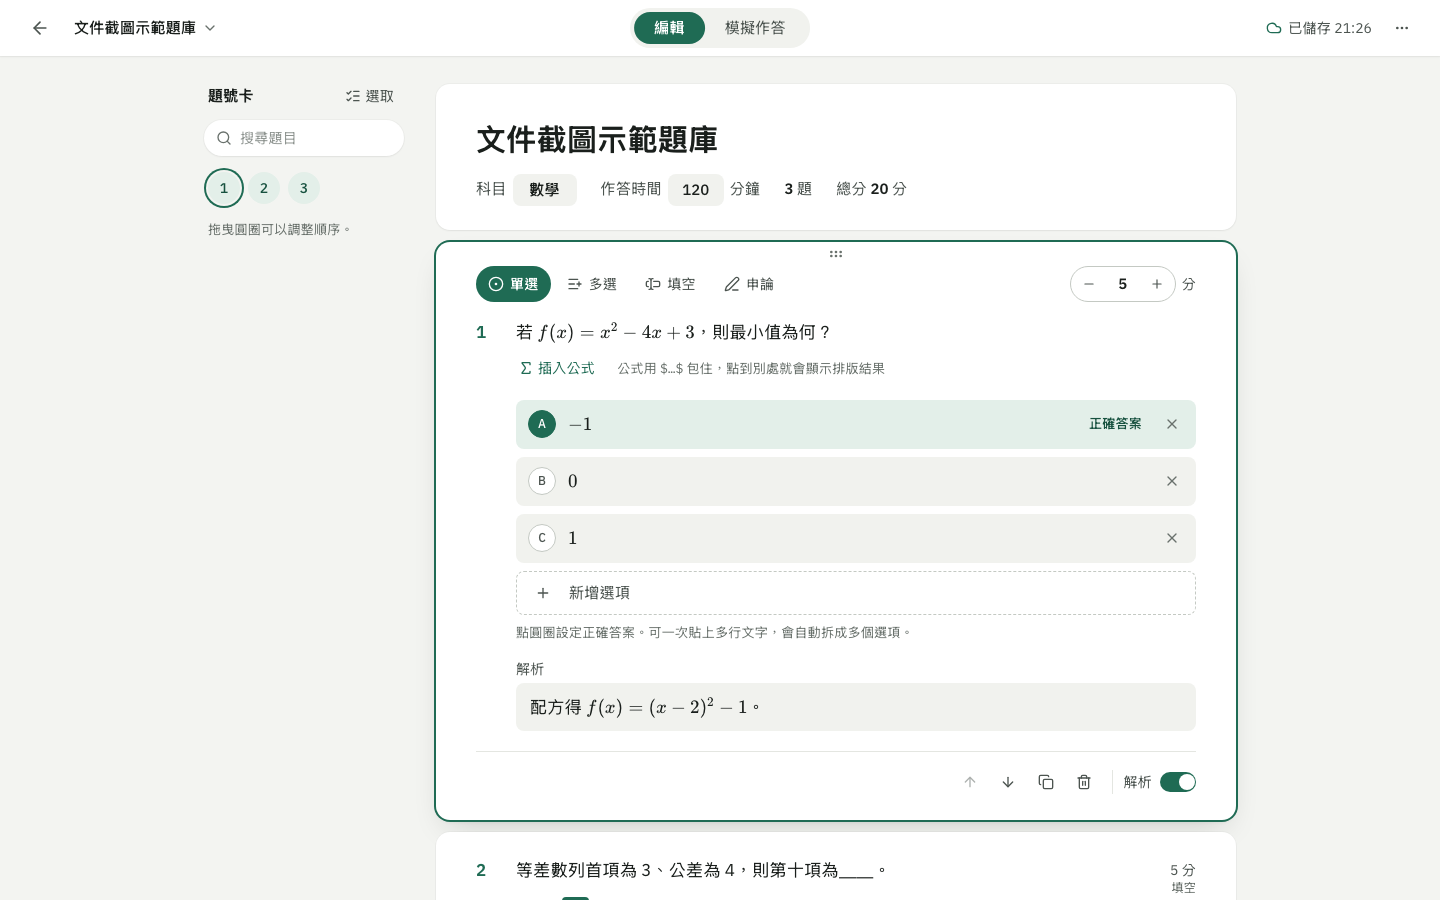 文件截圖示範題庫
編輯
模擬作答
已儲存 21:26
題號卡
選取
搜尋題目
1 2 3
拖曳圓圈可以調整順序。
文件截圖示範題庫
科目 數學 作答時間 120 分鐘 3 題 總分 20 分
單選 多選 填空 申論 − 5 + 分
1 若 f(x) = x² − 4x + 3，則最小值為何？
Σ 插入公式 公式用 $...$ 包住，點到別處就會顯示排版結果
A −1 正確答案
B 0
C 1
+ 新增選項
點圓圈設定正確答案。可一次貼上多行文字，會自動拆成多個選項。
解析
配方得 f(x) = (x − 2)² − 1。
解析
2 等差數列首項為 3、公差為 4，則第十項為____。 5 分
填空